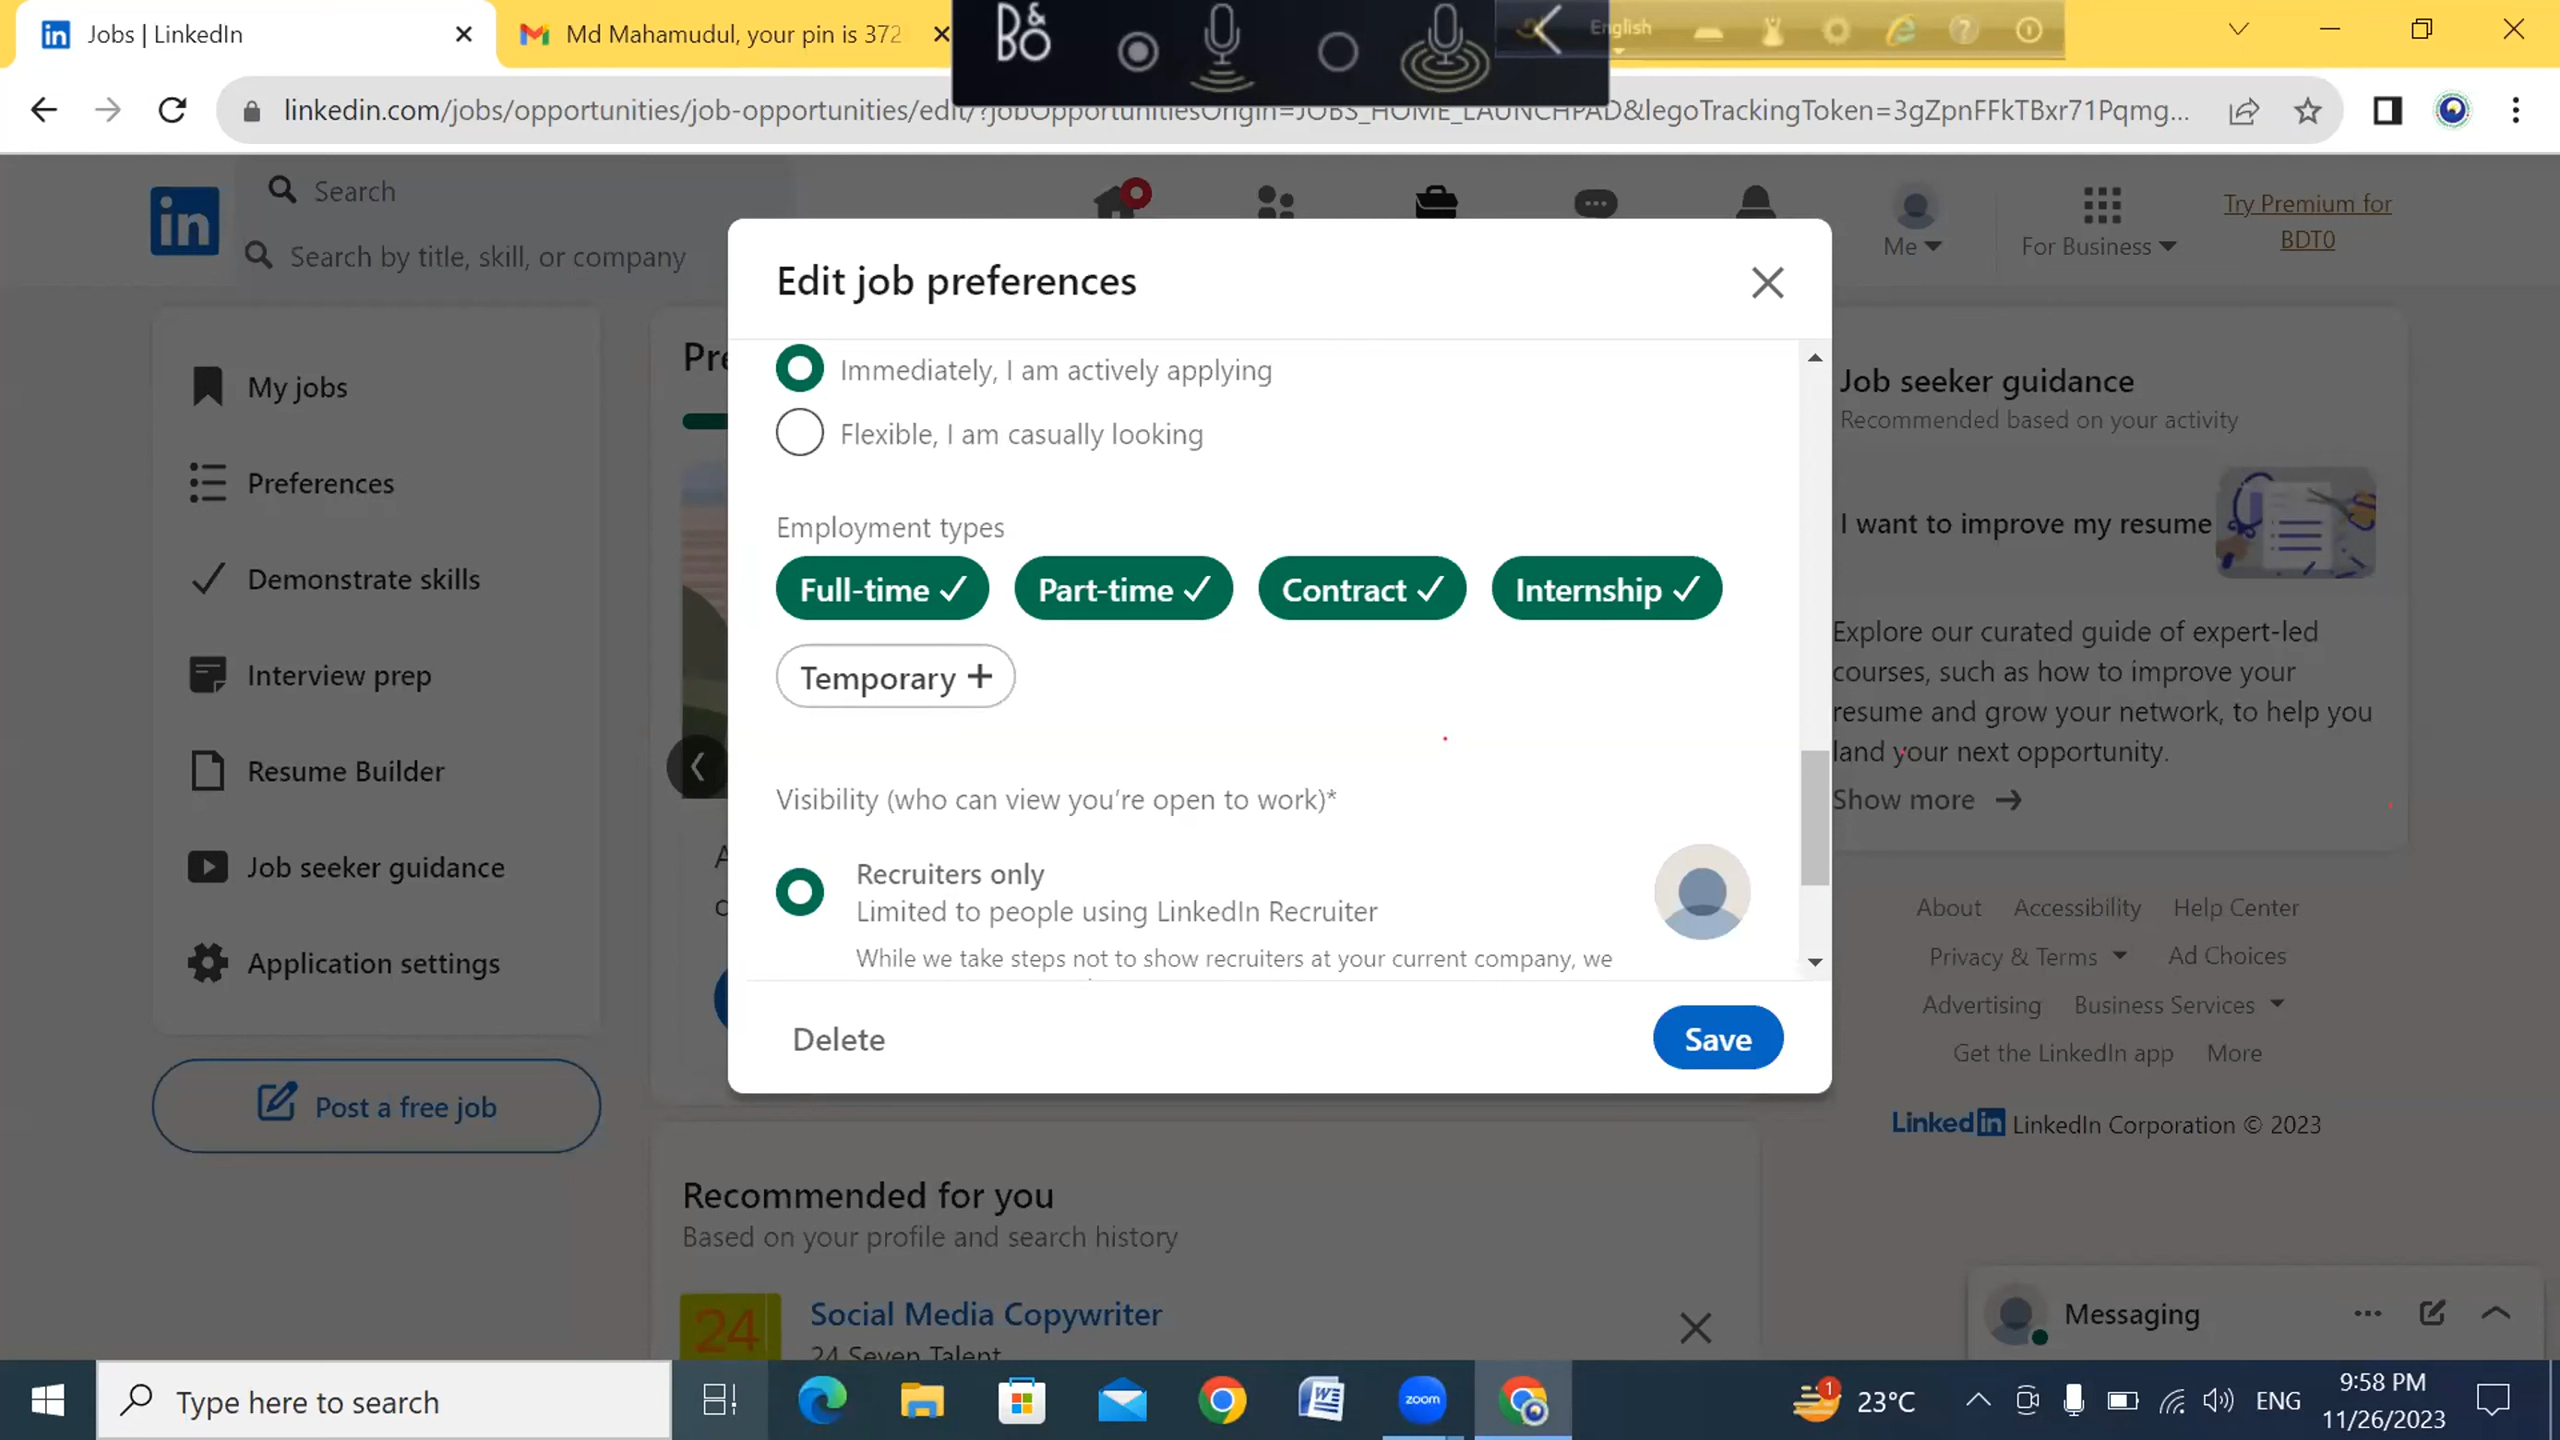 Jobs | LinkedIn
Md Mahamudul, your pin is 372
B&O
English
linkedin.com/jobs/opportunities/job-opportunities/edit/?jobOpportunitiesOrigin=JOBS_HOME_LAUNCHPAD&legoTrackingToken=3gZpnFFkTBxr71Pqmg...
in
Search
Search by title, skill, or company
Me
For Business
Try Premium for
BDT0
My jobs
Preferences
Demonstrate skills
Interview prep
Resume Builder
Job seeker guidance
Application settings
Post a free job
Pre
Edit job preferences
Immediately, I am actively applying
Flexible, I am casually looking
Employment types
Full-time
Part-time
Contract
Internship
Temporary
Visibility (who can view you're open to work)*
Recruiters only
Limited to people using LinkedIn Recruiter
While we take steps not to show recruiters at your current company, we
Delete
Save
Job seeker guidance
Recommended based on your activity
I want to improve my resume
Explore our curated guide of expert-led
courses, such as how to improve your
resume and grow your network, to help you
land your next opportunity.
Show more
About Accessibility Help Center
Privacy & Terms Ad Choices
Advertising Business Services
Get the LinkedIn app More
LinkedIn LinkedIn Corporation © 2023
Recommended for you
Based on your profile and search history
24
Social Media Copywriter
24 Seven Talent
Messaging
Type here to search
zoom
1
23°C
ENG
9:58 PM
11/26/2023